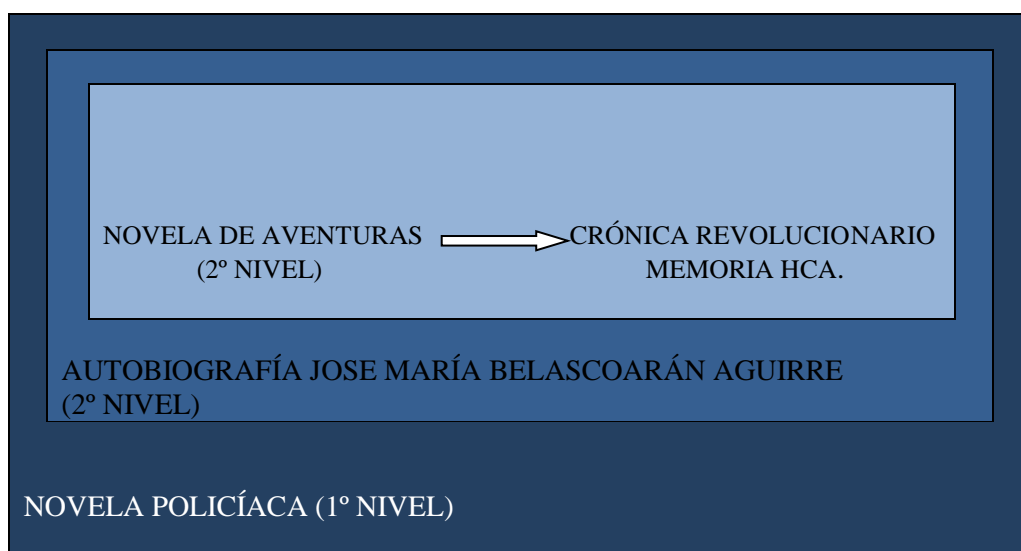 NOVELA DE AVENTURAS
(2º NIVEL)
CRÓNICA REVOLUCIONARIO
MEMORIA HCA.
AUTOBIOGRAFÍA JOSE MARÍA BELASCOARÁN AGUIRRE
(2º NIVEL)
NOVELA POLICÍACA (1º NIVEL)